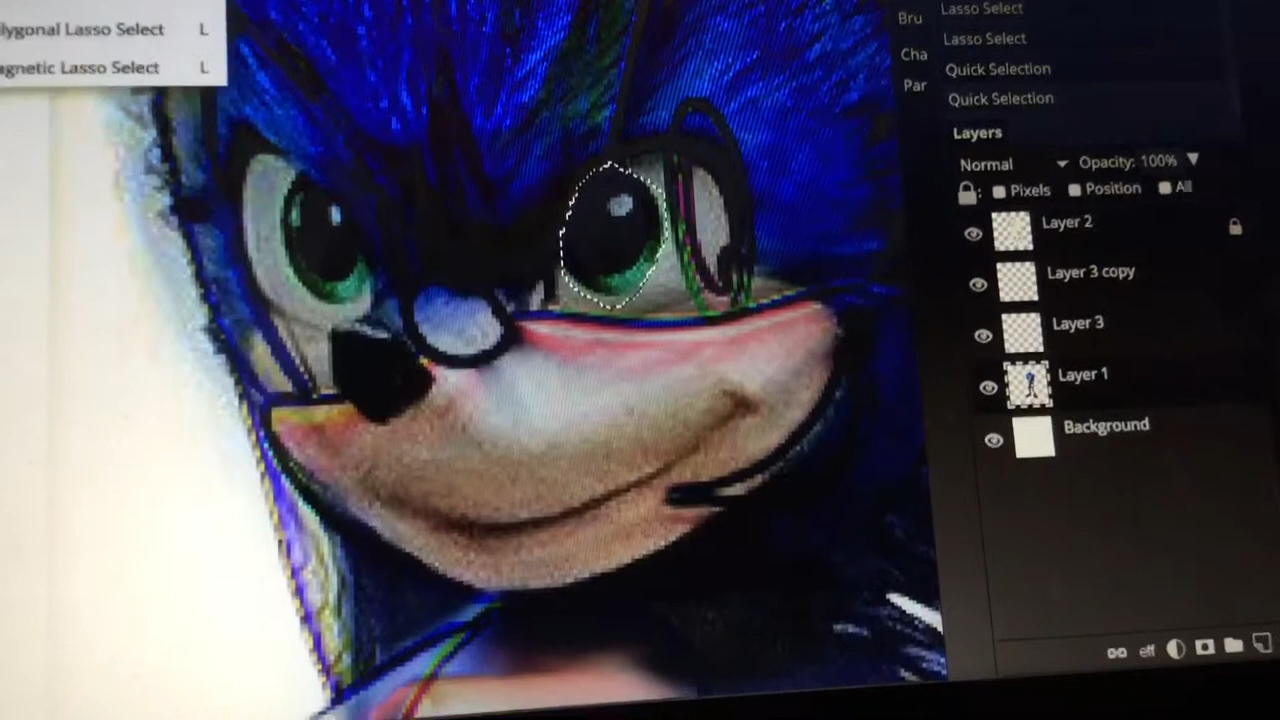 lygonal Lasso Select L
agnetic Lasso Select L
Bru
Cha
Par
Lasso Select
Lasso Select
Quick Selection
Quick Selection
Layers
Normal Opacity: 100%
: Pixels Position All
Layer 2
Layer 3 copy
Layer 3
Layer 1
Background
eff